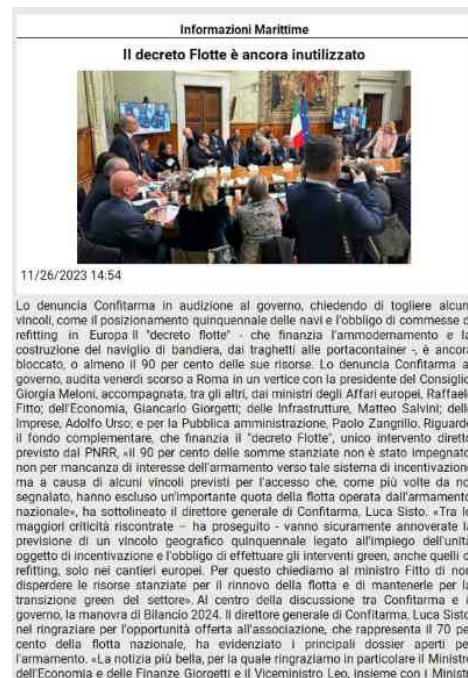 Informazioni Marittime
Il decreto Flotte è ancora inutilizzato
11/26/2023 14:54
Lo denuncia Confitarma in audizione al governo, chiedendo di togliere alcun
vincoli, come il posizionamento quinquennale delle navi e l'obbligo di commesse d
refitting in Europa Il "decreto flotte" - che finanzia l'ammodernamento e la
costruzione del naviglio di bandiera, dai traghetti alle portacontainer -, è ancora
bloccato, o almeno il 90 per cento delle sue risorse. Lo denuncia Confitarma a
governo, audita venerdì scorso a Roma in un vertice con la presidente del Consiglio
Giorgia Meloni, accompagnata, tra gli altri, dai ministri degli Affari europei, Raffaele
Fitto; dell'Economia, Giancarlo Giorgetti; delle Infrastrutture, Matteo Salvini; delle
Imprese, Adolfo Urso; e per la Pubblica amministrazione, Paolo Zangrillo. Riguardo
il fondo complementare, che finanzia il "decreto Flotte", unico intervento diretto
previsto dal PNRR, «il 90 per cento delle somme stanziate non è stato impegnato
non per mancanza di interesse dell'armamento verso tale sistema di incentivazione
ma a causa di alcuni vincoli previsti per l'accesso che, come più volte da noi
segnalato, hanno escluso un'importante quota della flotta operata dall'armamento
nazionale», ha sottolineato il direttore generale di Confitarma, Luca Sisto. «Tra le
maggiori criticità riscontrate – ha proseguito - vanno sicuramente annoverate la
previsione di un vincolo geografico quinquennale legato all'impiego dell'unità
oggetto di incentivazione e l'obbligo di effettuare gli interventi green, anche quelli d
refitting, solo nei cantieri europei. Per questo chiediamo al ministro Fitto di non
disperdere le risorse stanziate per il rinnovo della flotta e di mantenerle per la
transizione green del settore». Al centro della discussione tra Confitarma e i
governo, la manovra di Bilancio 2024. Il direttore generale di Confitarma, Luca Sisto
nel ringraziare per l'opportunità offerta all'associazione, che rappresenta il 70 per
cento della flotta nazionale, ha evidenziato i principali dossier aperti per
l'armamento. «La notizia più bella, per la quale ringraziamo in particolare il Ministro
dell'Economia e delle Finanze Giorgetti e il Viceministro Leo, insieme con i Ministr